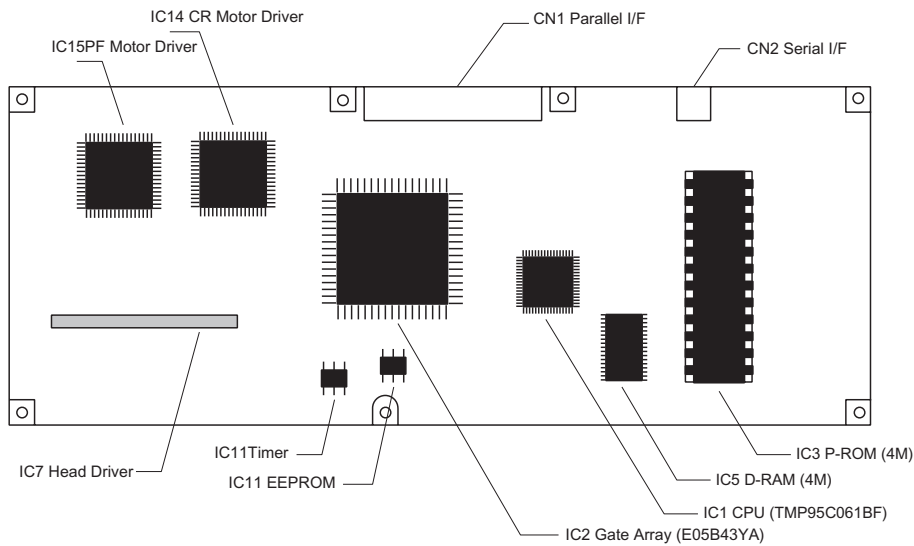 IC14 CR Motor Driver
CN1 Parallel I/F
IC15PF Motor Driver
CN2 Serial I/F
IC11Timer
IC3 P-ROM (4M)
IC7 Head Driver
IC11 EEPROM
IC5 D-RAM (4M)
IC1 CPU (TMP95C061BF)
IC2 Gate Array (E05B43YA)